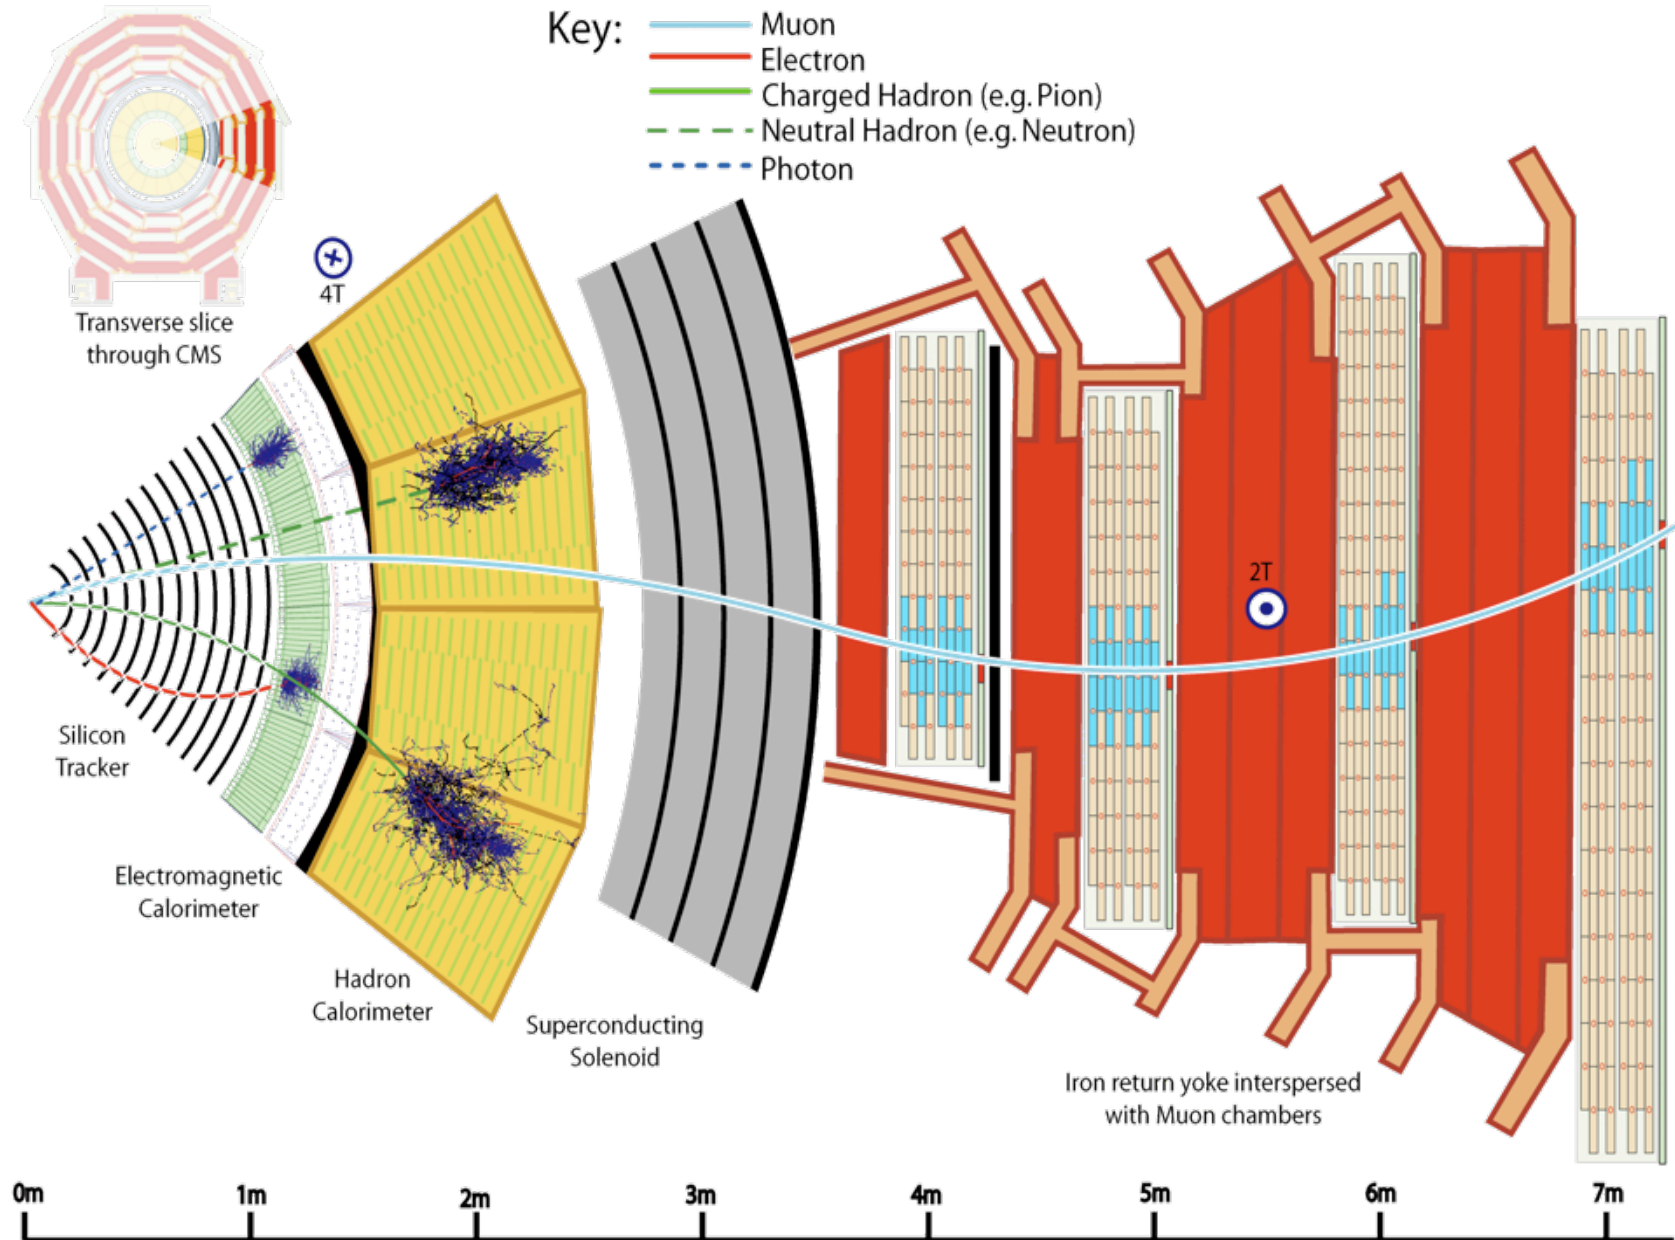 Key:
Muon
Electron
Charged Hadron (e.g. Pion)
Neutral Hadron (e.g. Neutron)
Photon
4T
Transverse slice
through CMS
2T
Silicon
Tracker
Electromagnetic
Calorimeter
Hadron
Calorimeter
Superconducting
Solenoid
Iron return yoke interspersed
with Muon chambers
0m 1m 2m 3m 4m 5m 6m 7m